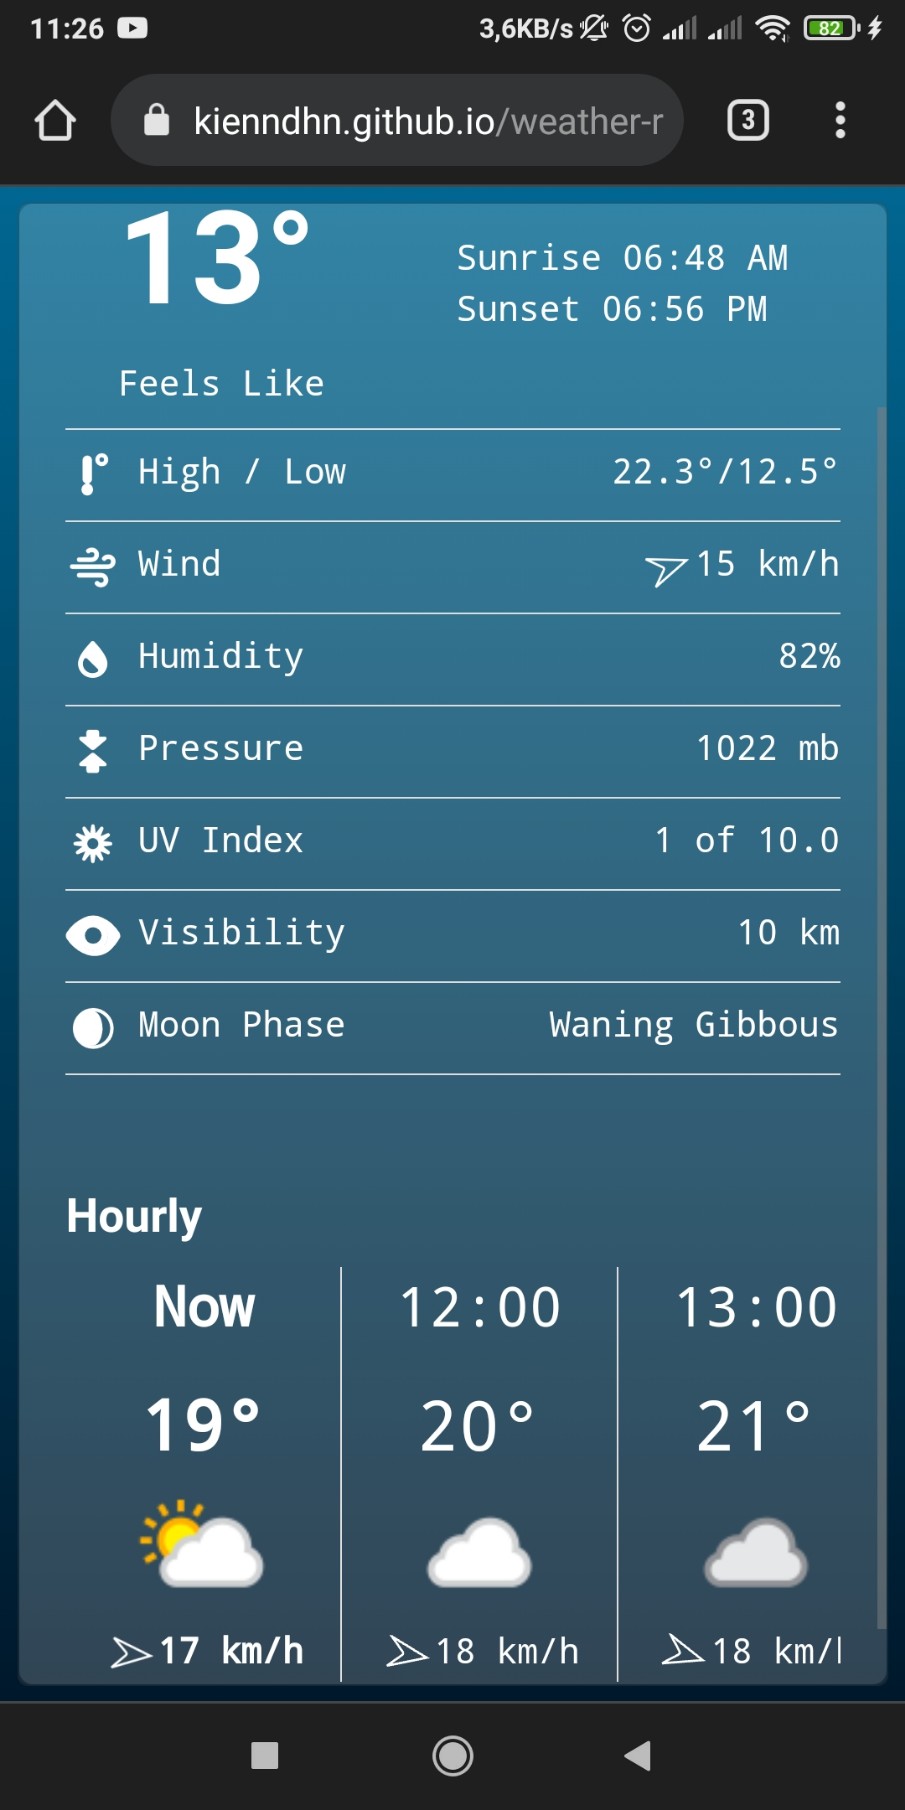 11:26 3,6KB/s 82
kienndhn.github.io/weather-r 3
13°
Sunrise 06:48 AM
Sunset 06:56 PM
Feels Like
High / Low 22.3°/12.5°
Wind 15 km/h
Humidity 82%
Pressure 1022 mb
UV Index 1 of 10.0
Visibility 10 km
Moon Phase Waning Gibbous
Hourly
Now 12:00 13:00
19° 20° 21°
17 km/h 18 km/h 18 km/